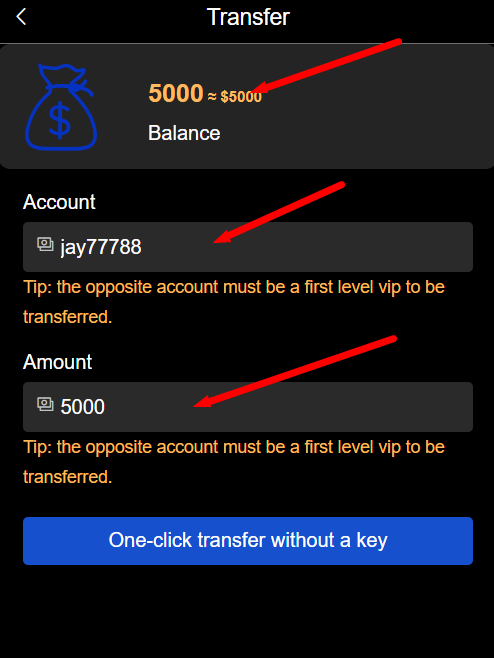 Transfer
5000 ≈ $5000
Balance
Account
jay77788
Tip: the opposite account must be a first level vip to be
transferred.
Amount
5000
Tip: the opposite account must be a first level vip to be
transferred.
One-click transfer without a key